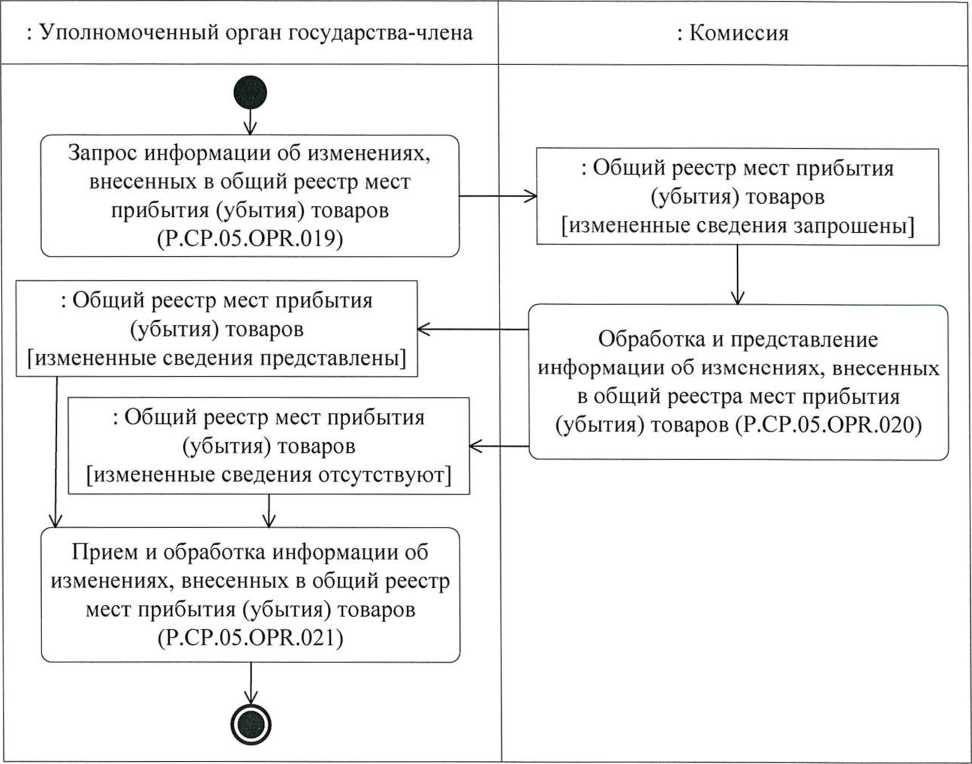 : Уполномоченный орган государства-члена
: Комиссия
Запрос информации об изменениях,
внесенных в общий реестр мест
прибытия (убытия) товаров
(P.CP.05.OPR.019)
: Общий реестр мест прибытия
(убытия) товаров
[измененные сведения запрошены]
: Общий реестр мест прибытия
(убытия) товаров
[измененные сведения представлены]
Обработка и представление
информации об изменениях, внесенных
в общий реестра мест прибытия
(убытия) товаров (P.CP.05.OPR.020)
: Общий реестр мест прибытия
(убытия) товаров
[измененные сведения отсутствуют]
Прием и обработка информации об
изменениях, внесенных в общий реестр
мест прибытия (убытия) товаров
(P.CP.05.OPR.021)